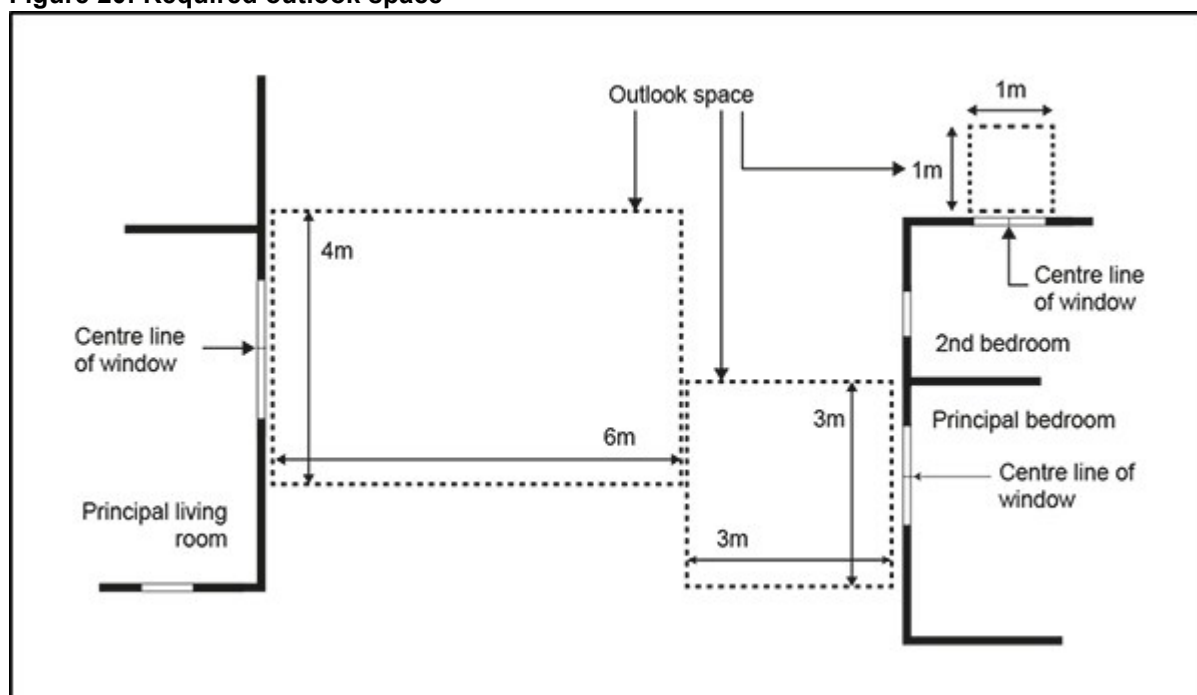 Figure 20: Required outlook space
Outlook space
1m
1m
4m
Centre line
of window
Centre line
of window
2nd bedroom
3m
Principal bedroom
6m
Centre line of
window
Principal living
room
3m